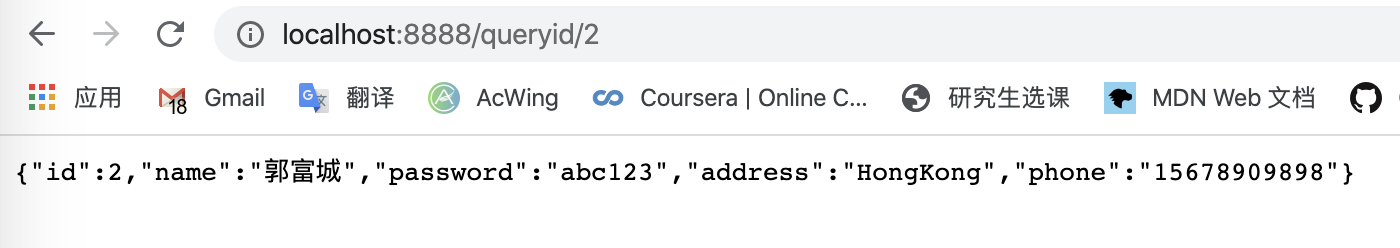 localhost:8888/queryid/2
应用 18 Gmail 翻译 AcWing Coursera | Online C... 研究生选课 MDN Web 文档
{"id":2,"name":"郭富城","password":"abc123","address":"HongKong","phone":"15678909898"}